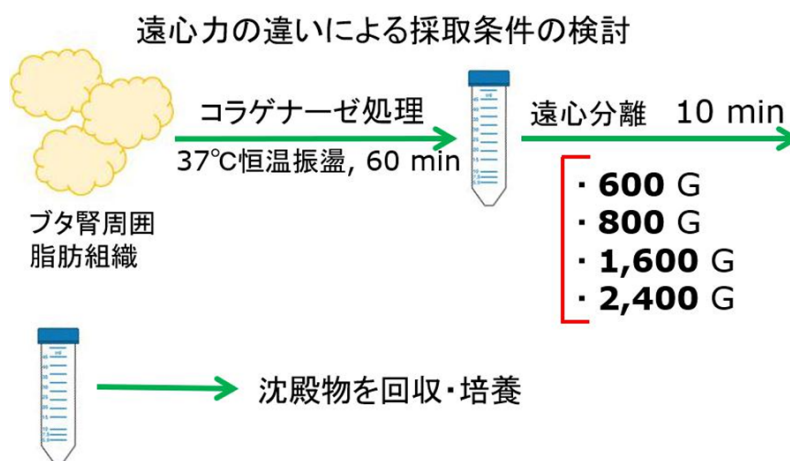 遠心力の違いによる採取条件の検討
コラゲナーゼ処理
37℃恒温振盪, 60 min
遠心分離 10 min
ブタ腎周囲
脂肪組織
・600 G
・800 G
・1,600 G
・2,400 G
沈殿物を回収・培養